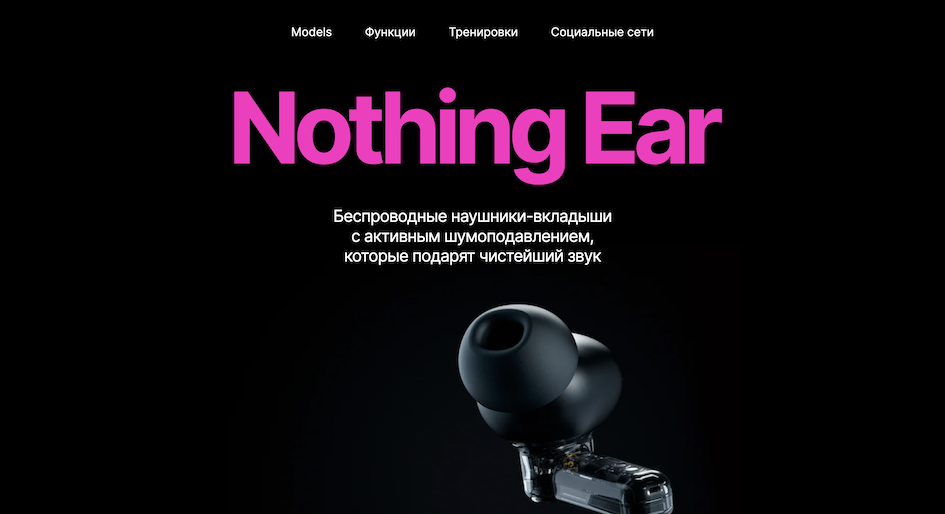 Models Функции Тренировки Социальные сети
Nothing Ear
Беспроводные наушники-вкладыши
с активным шумоподавлением,
которые подарят чистейший звук